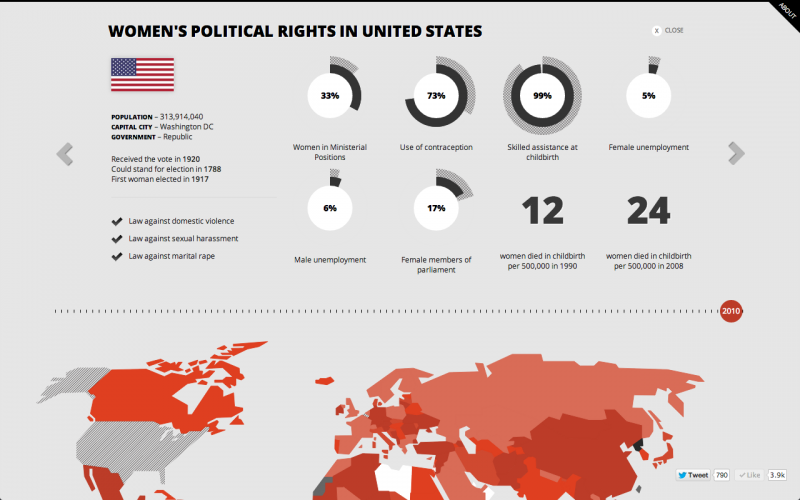 ABOUT
WOMEN'S POLITICAL RIGHTS IN UNITED STATES
X CLOSE
POPULATION – 313,914,040
CAPITAL CITY – Washington DC
GOVERNMENT – Republic
Received the vote in 1920
Could stand for election in 1788
First woman elected in 1917
Law against domestic violence
Law against sexual harassment
Law against marital rape
33%
Women in Ministerial
Positions
73%
Use of contraception
99%
Skilled assistance at
childbirth
5%
Female unemployment
6%
Male unemployment
17%
Female members of
parliament
12
women died in childbirth
per 500,000 in 1990
24
women died in childbirth
per 500,000 in 2008
2010
Tweet 790 Like 3.9k